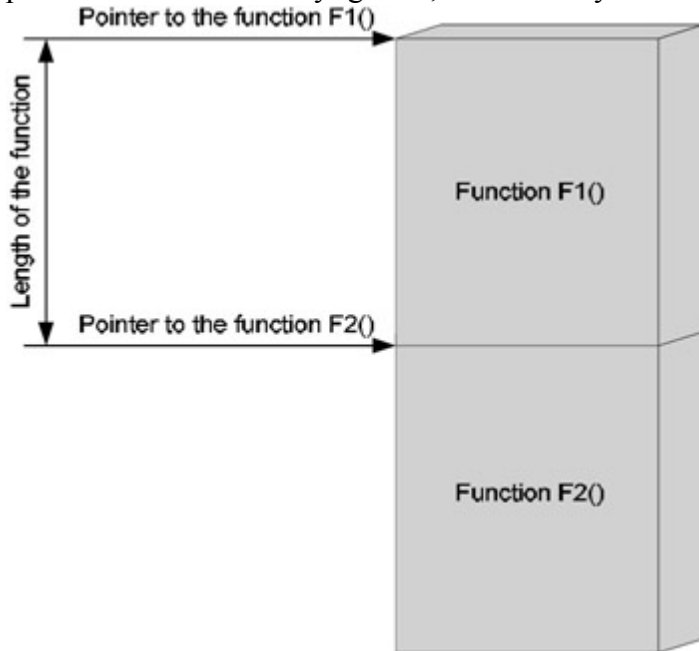 Pointer to the function F1()
Length of the function
Function F1()
Pointer to the function F2()
Function F2()